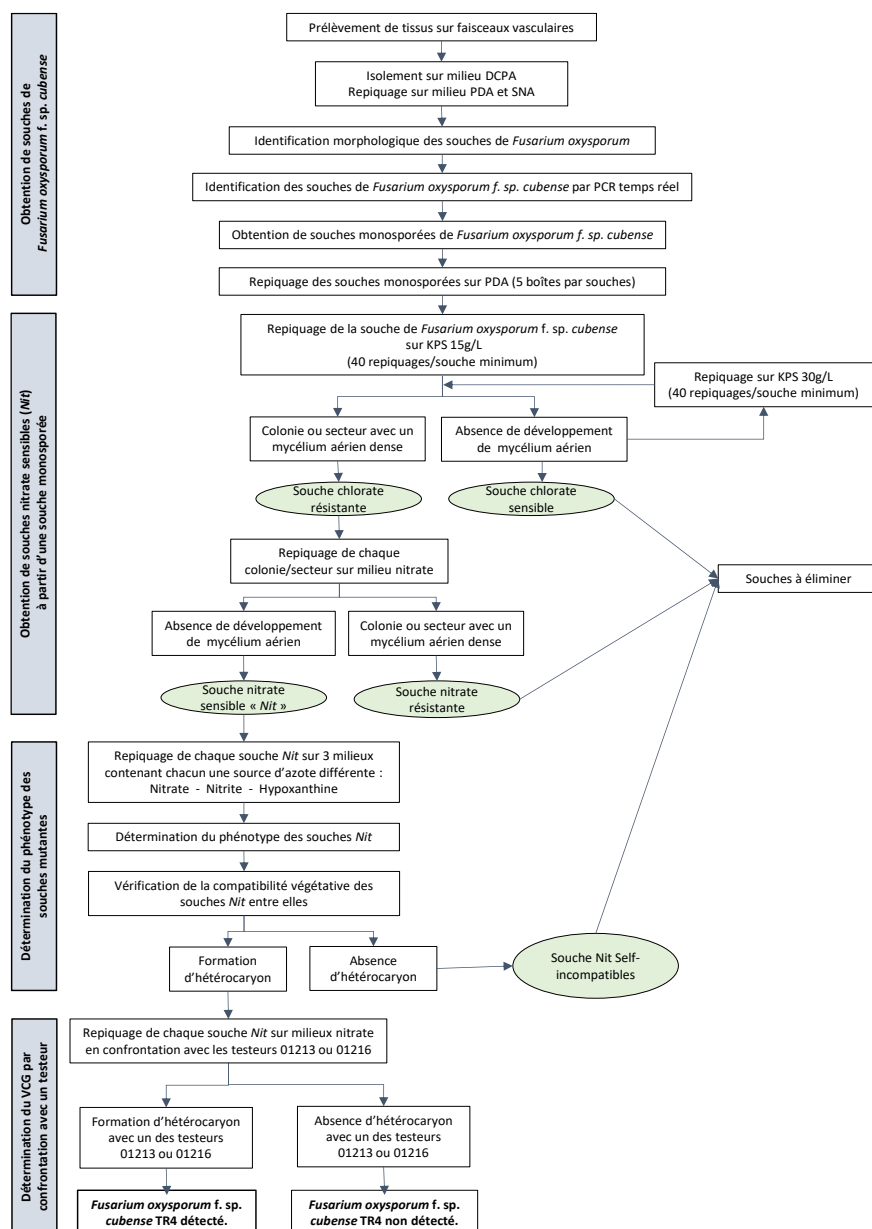 Obtention de souches de
Fusarium oxysporum f. sp. cubense
Prélèvement de tissus sur faisceaux vasculaires
Isolement sur milieu DCPA
Repiquage sur milieu PDA et SNA
Identification morphologique des souches de Fusarium oxysporum
Identification des souches de Fusarium oxysporum f. sp. cubense par PCR temps réel
Obtention de souches monosporées de Fusarium oxysporum f. sp. cubense
Repiquage des souches monosporées sur PDA (5 boîtes par souches)
Obtention de souches nitrate sensibles (Nit)
à partir d'une souche monosporée
Repiquage de la souche de Fusarium oxysporum f. sp. cubense
sur KPS 15g/L
(40 repiquages/souche minimum)
Repiquage sur KPS 30g/L
(40 repiquages/souche minimum)
Colonie ou secteur avec un
mycélium aérien dense
Absence de développement
de mycélium aérien
Souche chlorate
résistante
Souche chlorate
sensible
Repiquage de chaque
colonie/secteur sur milieu nitrate
Souches à éliminer
Absence de développement
de mycélium aérien
Colonie ou secteur avec un
mycélium aérien dense
Souche nitrate
sensible « Nit »
Souche nitrate
résistante
Détermination du phénotype des
souches mutantes
Repiquage de chaque souche Nit sur 3 milieux
contenant chacun une source d'azote différente :
Nitrate - Nitrite - Hypoxanthine
Détermination du phénotype des souches Nit
Vérification de la compatibilité végétative des
souches Nit entre elles
Formation
d'hétérocaryon
Absence
d'hétérocaryon
Souche Nit Self-
incompatibles
Détermination du VCG par
confrontation avec un testeur
Repiquage de chaque souche Nit sur milieux nitrate
en confrontation avec les testeurs 01213 ou 01216
Formation d'hétérocaryon
avec un des testeurs
01213 ou 01216
Absence d'hétérocaryon
avec un des testeurs
01213 ou 01216
Fusarium oxysporum f. sp.
cubense TR4 détecté.
Fusarium oxysporum f. sp.
cubense TR4 non détecté.